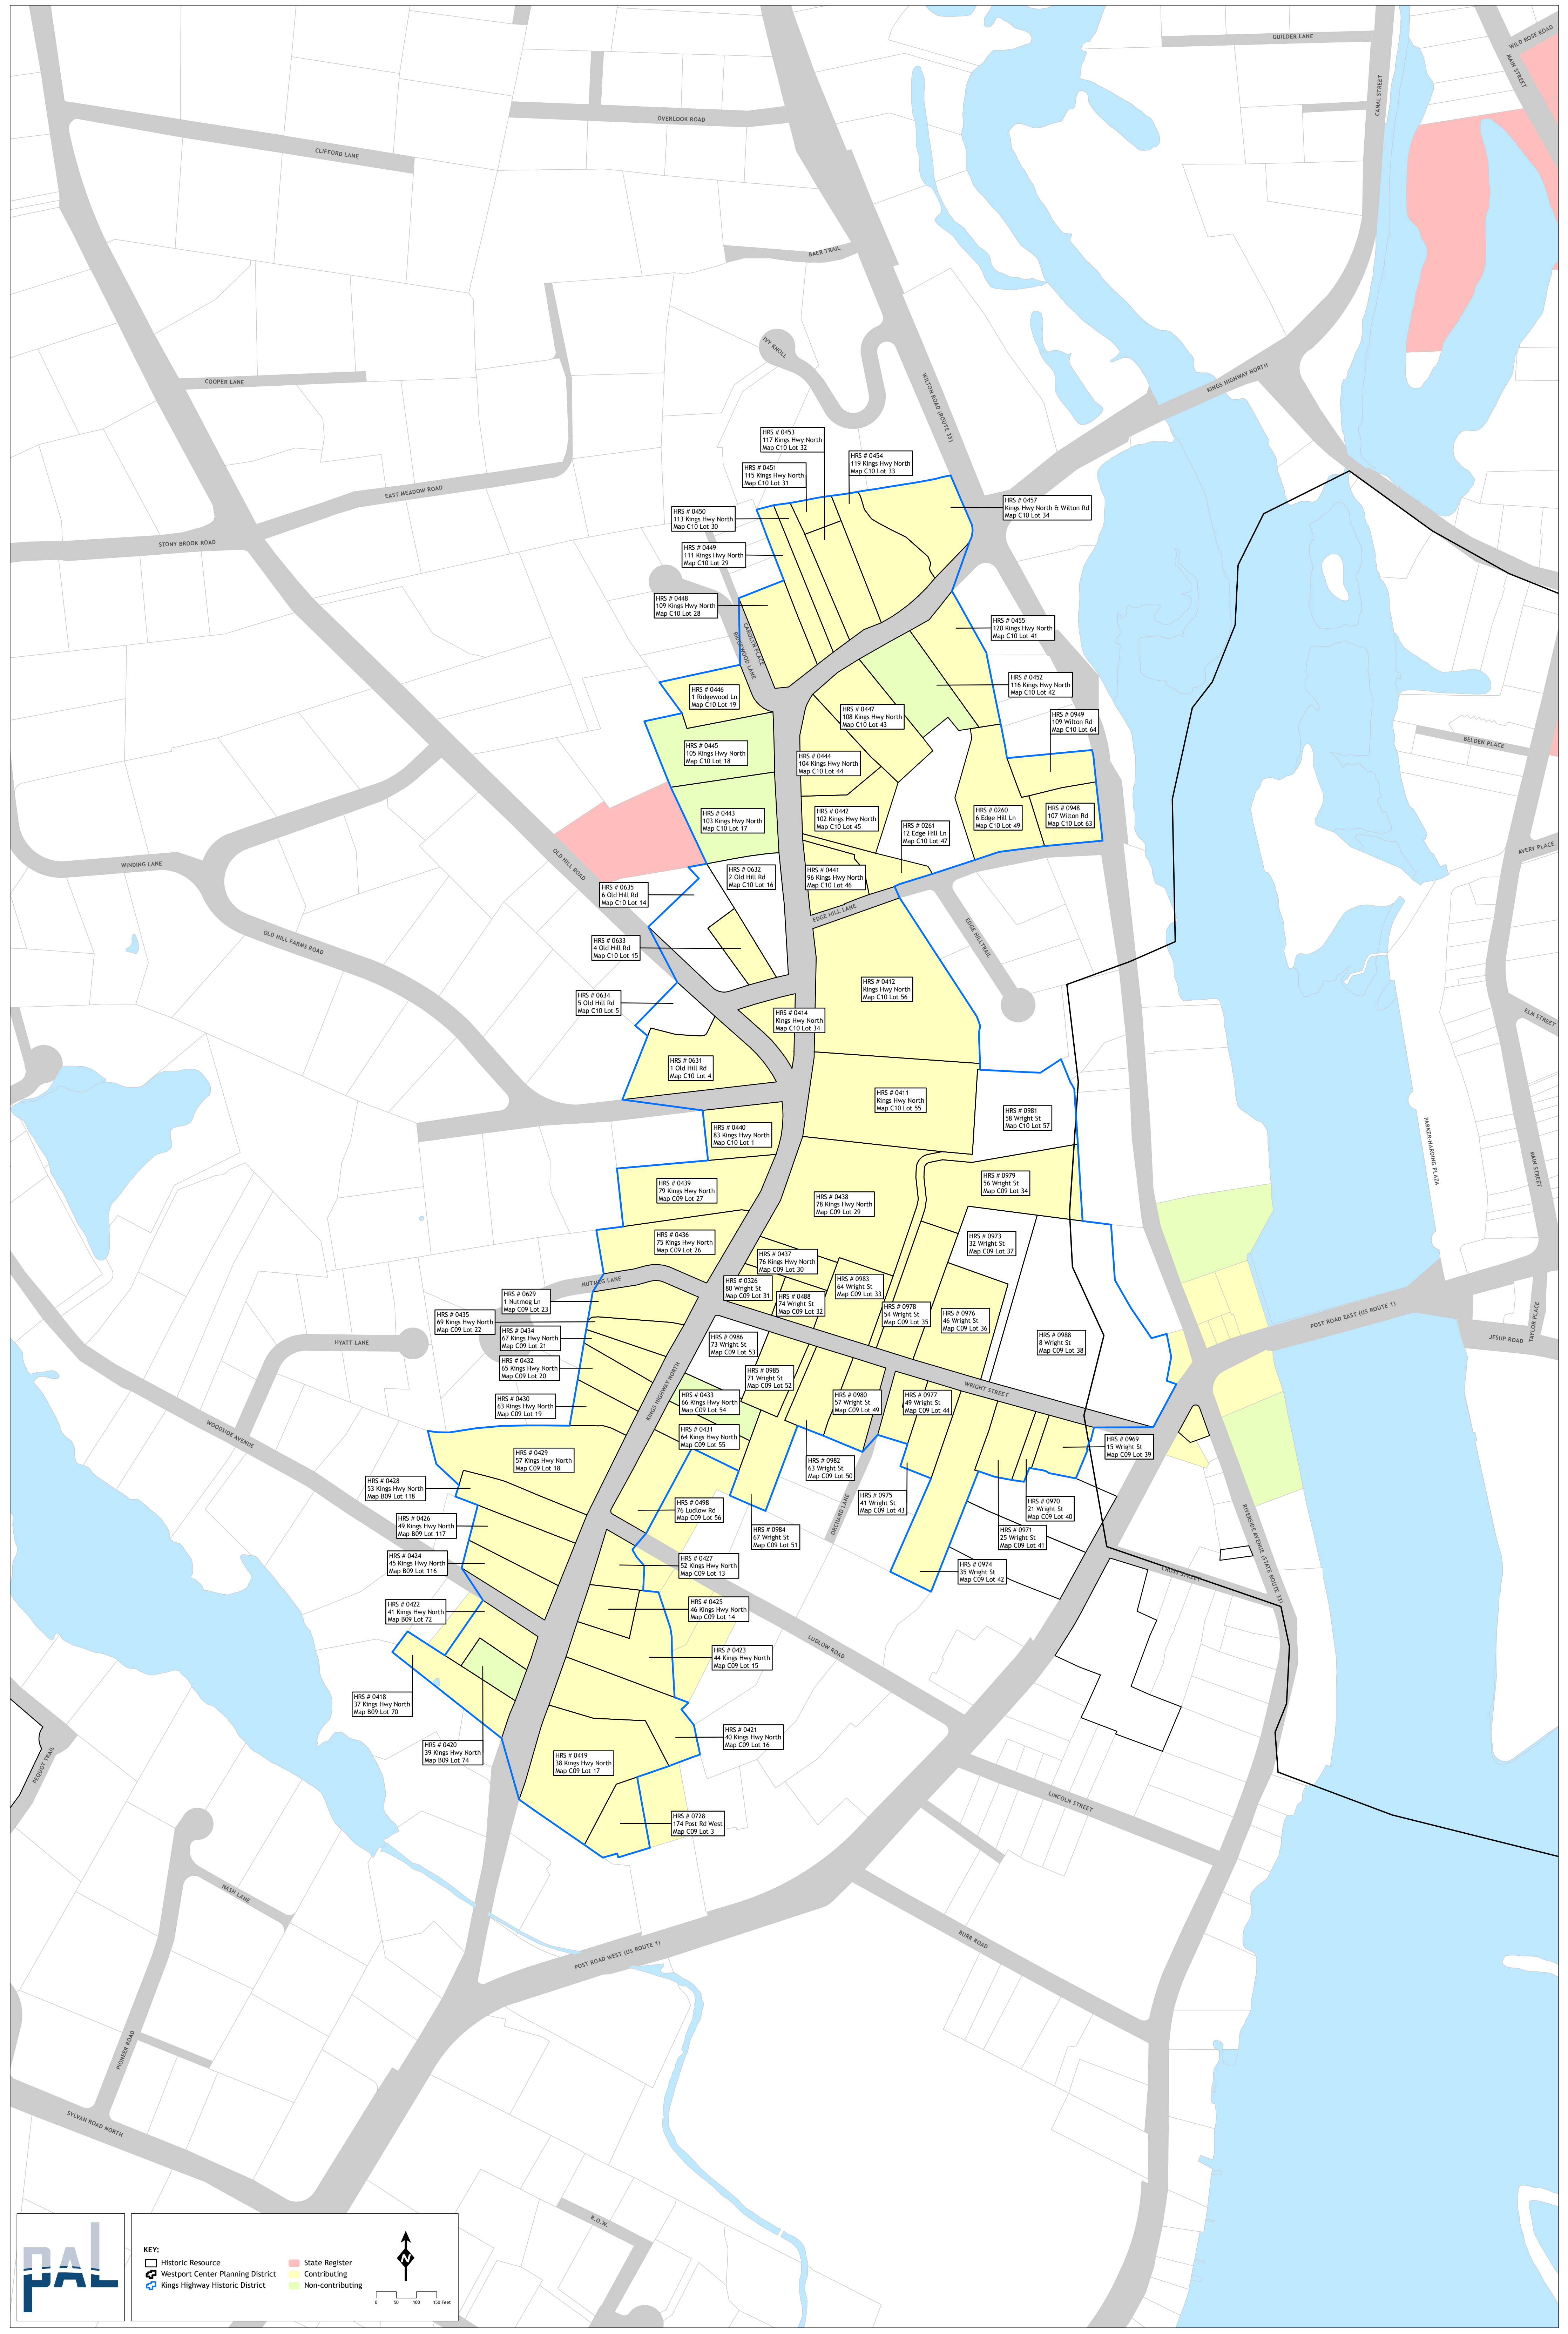 GUILDER LANE
WILD ROSE ROAD
MAIN STREET
CANAL STREET
OVERLOOK ROAD
CLIFFORD LANE
BAER TRAIL
IVY KNOLL
COOPER LANE
WILTON ROAD (ROUTE 33)
KINGS HIGHWAY NORTH
EAST MEADOW ROAD
STONY BROOK ROAD
HRS # 0453
117 Kings Hwy North
Map C10 Lot 32
HRS # 0454
119 Kings Hwy North
Map C10 Lot 33
HRS # 0451
115 Kings Hwy North
Map C10 Lot 31
HRS # 0457
Kings Hwy North & Wilton Rd
Map C10 Lot 34
HRS # 0450
113 Kings Hwy North
Map C10 Lot 30
HRS # 0449
111 Kings Hwy North
Map C10 Lot 29
HRS # 0448
109 Kings Hwy North
Map C10 Lot 28
CAROLYN PLACE
RIDGEWOOD LANE
HRS # 0455
120 Kings Hwy North
Map C10 Lot 41
HRS # 0452
116 Kings Hwy North
Map C10 Lot 42
HRS # 0446
1 Ridgewood Ln
Map C10 Lot 19
HRS # 0447
108 Kings Hwy North
Map C10 Lot 43
HRS # 0949
109 Wilton Rd
Map C10 Lot 64
HRS # 0445
105 Kings Hwy North
Map C10 Lot 18
HRS # 0444
104 Kings Hwy North
Map C10 Lot 44
BELDEN PLACE
HRS # 0443
103 Kings Hwy North
Map C10 Lot 17
HRS # 0442
102 Kings Hwy North
Map C10 Lot 45
HRS # 0260
6 Edge Hill Ln
Map C10 Lot 49
HRS # 0948
107 Wilton Rd
Map C10 Lot 63
HRS # 0261
12 Edge Hill Ln
Map C10 Lot 47
AVERY PLACE
WINDING LANE
OLD HILL ROAD
HRS # 0632
2 Old Hill Rd
Map C10 Lot 16
HRS # 0441
96 Kings Hwy North
Map C10 Lot 46
HRS # 0635
6 Old Hill Rd
Map C10 Lot 14
EDGE HILL LANE
EDGE HILLTRAIL
OLD HILL FARMS ROAD
HRS # 0633
4 Old Hill Rd
Map C10 Lot 15
HRS # 0412
Kings Hwy North
Map C10 Lot 56
HRS # 0634
5 Old Hill Rd
Map C10 Lot 5
HRS # 0414
Kings Hwy North
Map C10 Lot 34
ELM STREET
HRS # 0631
1 Old Hill Rd
Map C10 Lot 4
HRS # 0411
Kings Hwy North
Map C10 Lot 55
HRS # 0981
58 Wright St
Map C10 Lot 57
HRS # 0440
83 Kings Hwy North
Map C10 Lot 1
PARKER-HARDING PLAZA
MAIN STREET
HRS # 0439
79 Kings Hwy North
Map C09 Lot 27
HRS # 0438
78 Kings Hwy North
Map C09 Lot 29
HRS # 0979
56 Wright St
Map C09 Lot 34
HRS # 0436
75 Kings Hwy North
Map C09 Lot 26
HRS # 0973
32 Wright St
Map C09 Lot 37
HRS # 0437
76 Kings Hwy North
Map C09 Lot 30
NUTMEG LANE
HRS # 0326
80 Wright St
Map C09 Lot 31
HRS # 0983
64 Wright St
Map C09 Lot 33
HRS # 0629
1 Nutmeg Ln
Map C09 Lot 23
HRS # 0488
74 Wright St
Map C09 Lot 32
HRS # 0978
54 Wright St
Map C09 Lot 35
HRS # 0976
46 Wright St
Map C09 Lot 36
HRS # 0435
69 Kings Hwy North
Map C09 Lot 22
HRS # 0434
67 Kings Hwy North
Map C09 Lot 21
HRS # 0986
73 Wright St
Map C09 Lot 53
HRS # 0988
8 Wright St
Map C09 Lot 38
POST ROAD EAST (US ROUTE 1)
TAYLOR PLACE
JESUP ROAD
HYATT LANE
HRS # 0432
65 Kings Hwy North
Map C09 Lot 20
HRS # 0985
71 Wright St
Map C09 Lot 52
KINGS HIGHWAY NORTH
WRIGHT STREET
HRS # 0430
63 Kings Hwy North
Map C09 Lot 19
HRS # 0433
66 Kings Hwy North
Map C09 Lot 54
HRS # 0980
57 Wright St
Map C09 Lot 49
HRS # 0977
49 Wright St
Map C09 Lot 44
WOODSIDE AVENUE
HRS # 0431
64 Kings Hwy North
Map C09 Lot 55
HRS # 0969
15 Wright St
Map C09 Lot 39
HRS # 0429
57 Kings Hwy North
Map C09 Lot 18
HRS # 0982
63 Wright St
Map C09 Lot 50
HRS # 0428
53 Kings Hwy North
Map B09 Lot 118
HRS # 0975
41 Wright St
Map C09 Lot 43
HRS # 0498
76 Ludlow Rd
Map C09 Lot 56
HRS # 0970
21 Wright St
Map C09 Lot 40
ORCHARD LANE
HRS # 0426
49 Kings Hwy North
Map B09 Lot 117
HRS # 0984
67 Wright St
Map C09 Lot 51
HRS # 0971
25 Wright St
Map C09 Lot 41
RIVERSIDE AVENUE (STATE ROUTE 33)
HRS # 0424
45 Kings Hwy North
Map B09 Lot 116
HRS # 0427
52 Kings Hwy North
Map C09 Lot 13
HRS # 0974
35 Wright St
Map C09 Lot 42
CROSS STREET
HRS # 0422
41 Kings Hwy North
Map B09 Lot 72
HRS # 0425
46 Kings Hwy North
Map C09 Lot 14
LUDLOW ROAD
HRS # 0423
44 Kings Hwy North
Map C09 Lot 15
HRS # 0418
37 Kings Hwy North
Map B09 Lot 70
HRS # 0421
40 Kings Hwy North
Map C09 Lot 16
HRS # 0420
39 Kings Hwy North
Map B09 Lot 74
HRS # 0419
38 Kings Hwy North
Map C09 Lot 17
PEQUOT TRAIL
LINCOLN STREET
HRS # 0728
174 Post Rd West
Map C09 Lot 3
NASH LANE
BURR ROAD
POST ROAD WEST (US ROUTE 1)
PIONEER ROAD
SYLVAN ROAD NORTH
R.O.W.
PAL
KEY:
Historic Resource
Westport Center Planning District
Kings Highway Historic District
State Register
Contributing
Non-contributing
N
0 50 100 150 Feet